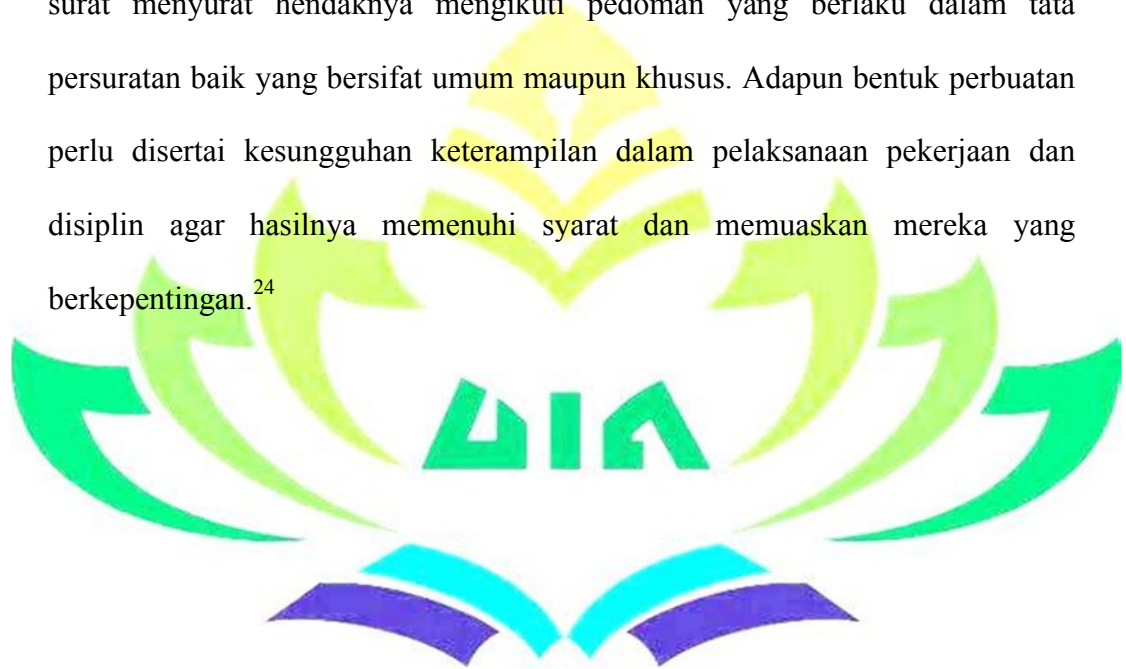 surat menyurat hendaknya mengikuti pedoman yang berlaku dalam tata
persuratan baik yang bersifat umum maupun khusus. Adapun bentuk perbuatan
perlu disertai kesungguhan keterampilan dalam pelaksanaan pekerjaan dan
disiplin agar hasilnya memenuhi syarat dan memuaskan mereka yang
berkepentingan.24
UIN